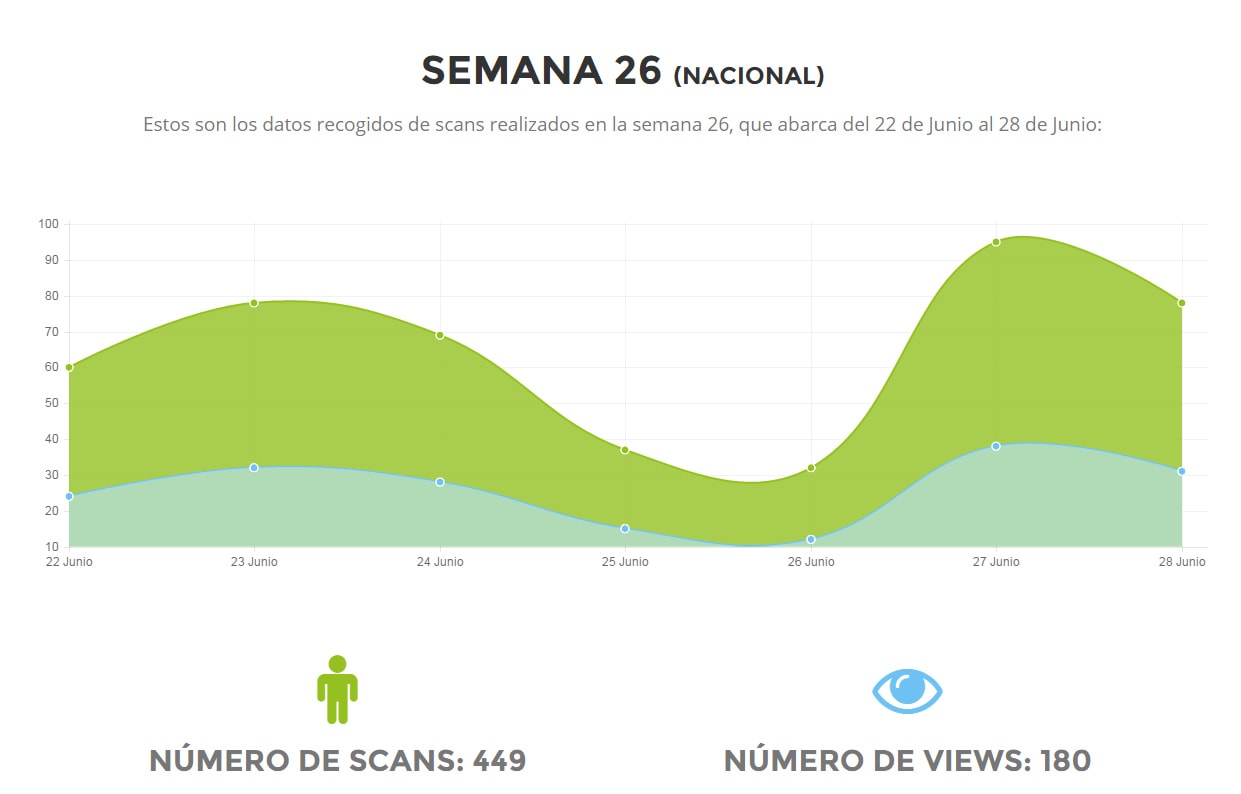 SEMANA 26 (NACIONAL)
Estos son los datos recogidos de scans realizados en la semana 26, que abarca del 22 de Junio al 28 de Junio:
100
90
80
70
60
50
40
30
20
10
22 Junio 23 Junio 24 Junio 25 Junio 26 Junio 27 Junio 28 Junio
NÚMERO DE SCANS: 449 NÚMERO DE VIEWS: 180